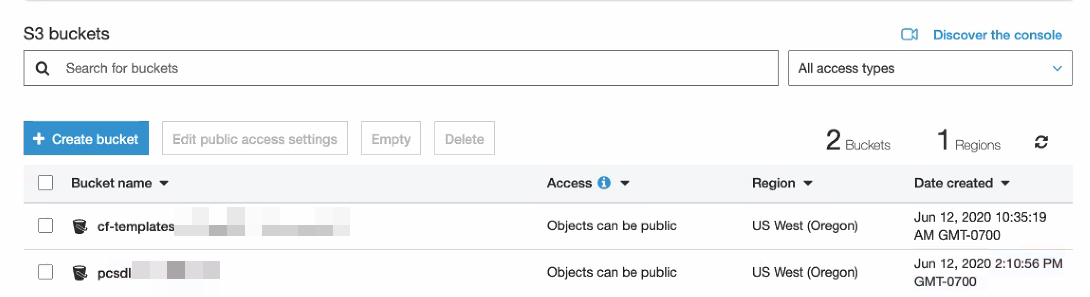 S3 buckets
Discover the console
Search for buckets
All access types
+ Create bucket
Edit public access settings
Empty
Delete
2 Buckets
1 Regions
Bucket name
Access
Region
Date created
cf-templates
Objects can be public
US West (Oregon)
Jun 12, 2020 10:35:19
AM GMT-0700
pcsdl
Objects can be public
US West (Oregon)
Jun 12, 2020 2:10:56 PM
GMT-0700